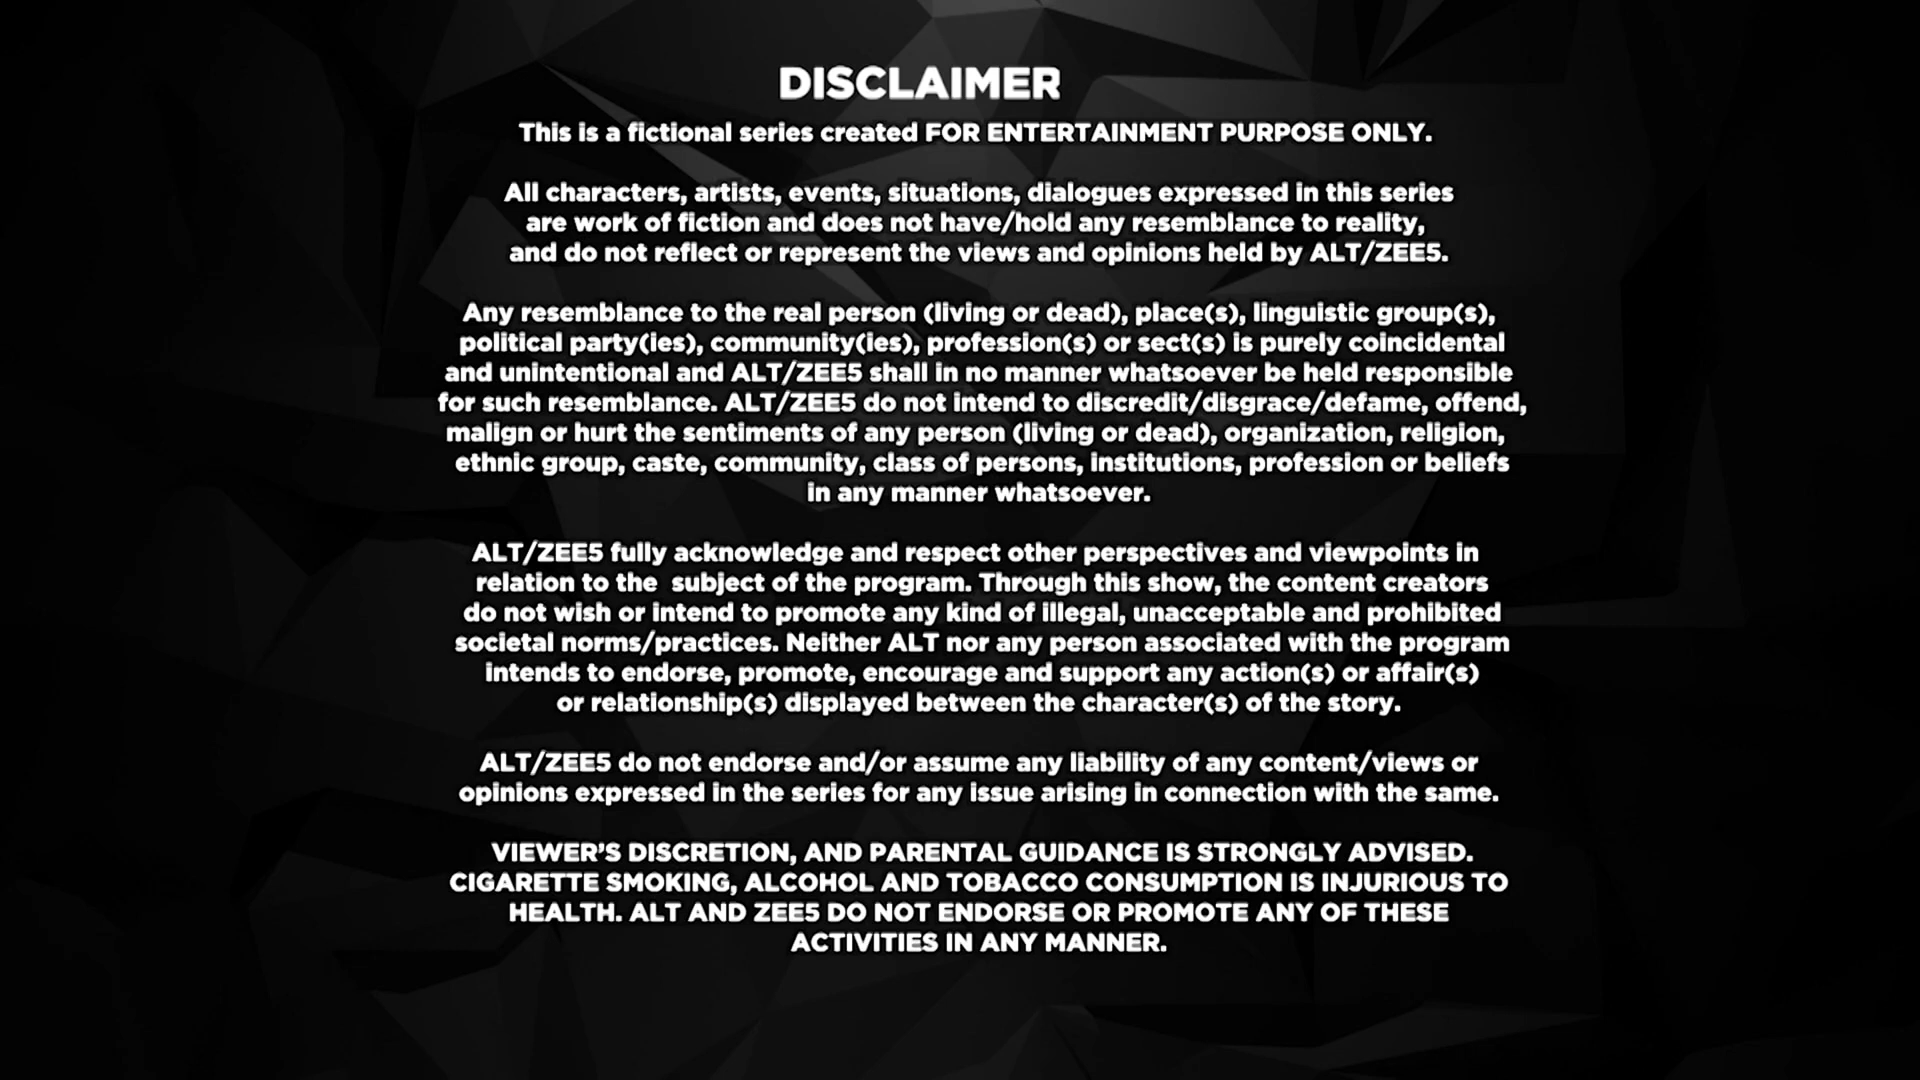 DISCLAIMER
This is a fictional series created FOR ENTERTAINMENT PURPOSE ONLY.
All characters, artists, events, situations, dialogues expressed in this series
are work of fiction and does not have/hold any resemblance to reality,
and do not reflect or represent the views and opinions held by ALT/ZEE5.
Any resemblance to the real person (living or dead), place(s), linguistic group(s),
political party(ies), community(ies), profession(s) or sect(s) is purely coincidental
and unintentional and ALT/ZEE5 shall in no manner whatsoever be held responsible
for such resemblance. ALT/ZEE5 do not intend to discredit/disgrace/defame, offend,
malign or hurt the sentiments of any person (living or dead), organization, religion,
ethnic group, caste, community, class of persons, institutions, profession or beliefs
in any manner whatsoever.
ALT/ZEE5 fully acknowledge and respect other perspectives and viewpoints in
relation to the  subject of the program. Through this show, the content creators
do not wish or intend to promote any kind of illegal, unacceptable and prohibited
societal norms/practices. Neither ALT nor any person associated with the program
intends to endorse, promote, encourage and support any action(s) or affair(s)
or relationship(s) displayed between the character(s) of the story.
ALT/ZEE5 do not endorse and/or assume any liability of any content/views or
opinions expressed in the series for any issue arising in connection with the same.
VIEWER'S DISCRETION, AND PARENTAL GUIDANCE IS STRONGLY ADVISED.
CIGARETTE SMOKING, ALCOHOL AND TOBACCO CONSUMPTION IS INJURIOUS TO
HEALTH. ALT AND ZEE5 DO NOT ENDORSE OR PROMOTE ANY OF THESE
ACTIVITIES IN ANY MANNER.